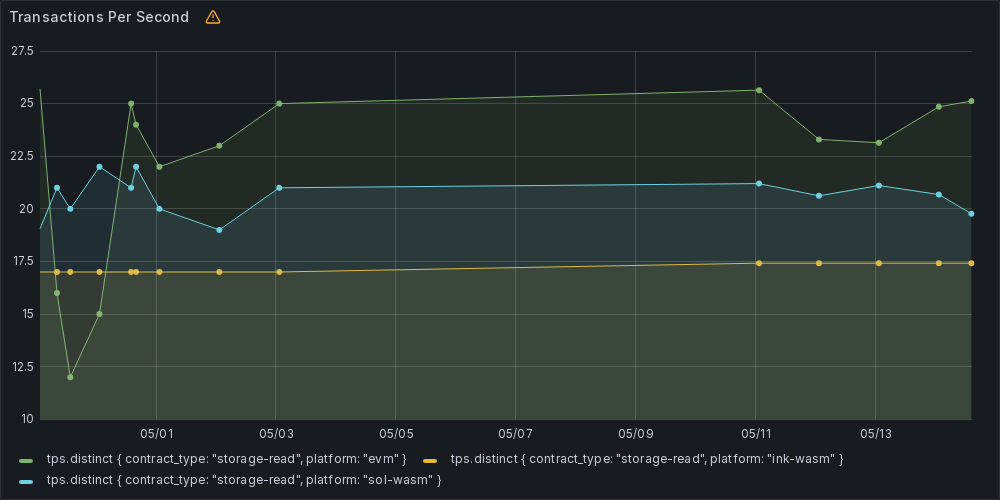 Transactions Per Second
27.5
25
22.5
20
17.5
15
12.5
10
05/01 05/03 05/05 05/07 05/09 05/11 05/13
tps.distinct { contract_type: "storage-read", platform: "evm" } tps.distinct { contract_type: "storage-read", platform: "ink-wasm" }
tps.distinct { contract_type: "storage-read", platform: "sol-wasm" }